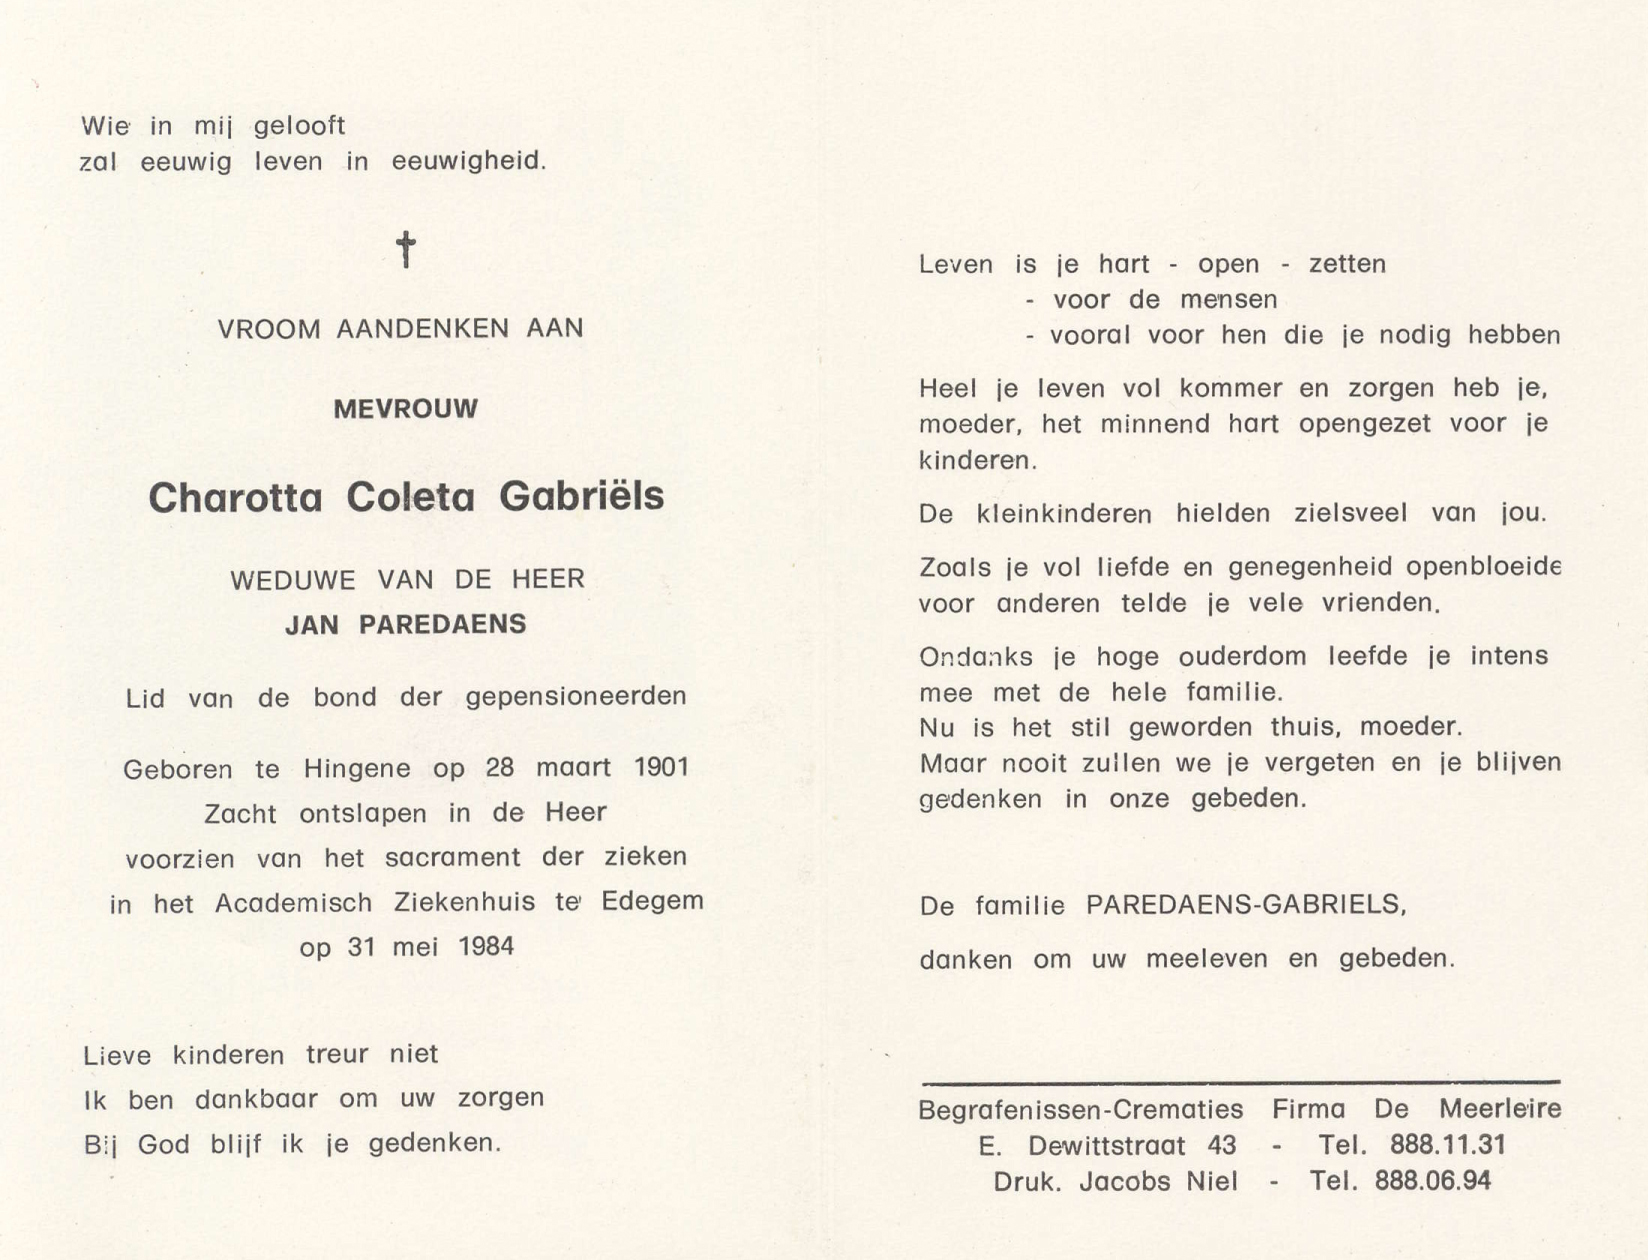 Wie in mij gelooft
zal eeuwig leven in eeuwigheid.
VROOM AANDENKEN AAN
MEVROUW
Charotta Coleta Gabriëls
WEDUWE VAN DE HEER
JAN PAREDAENS
Lid van de bond der gepensioneerden
Geboren te Hingene op 28 maart 1901
Zacht ontslapen in de Heer
voorzien van het sacrament der zieken
in het Academisch Ziekenhuis te Edegem
op 31 mei 1984
Lieve kinderen treur niet
Ik ben dankbaar om uw zorgen
Bij God blijf ik je gedenken.
Leven is je hart - open - zetten
- voor de mensen
- vooral voor hen die je nodig hebben
Heel je leven vol kommer en zorgen heb je,
moeder, het minnend hart opengezet voor je
kinderen.
De kleinkinderen hielden zielsveel van jou.
Zoals je vol liefde en genegenheid openbloeide
voor anderen telde je vele vrienden.
Ondanks je hoge ouderdom leefde je intens
mee met de hele familie.
Nu is het stil geworden thuis, moeder.
Maar nooit zullen we je vergeten en je blijven
gedenken in onze gebeden.
De familie PAREDAENS-GABRIELS,
danken om uw meeleven en gebeden.
Begrafenissen-Crematies Firma De Meerleire
E. Dewittstraat 43 - Tel. 888.11.31
Druk. Jacobs Niel - Tel. 888.06.94